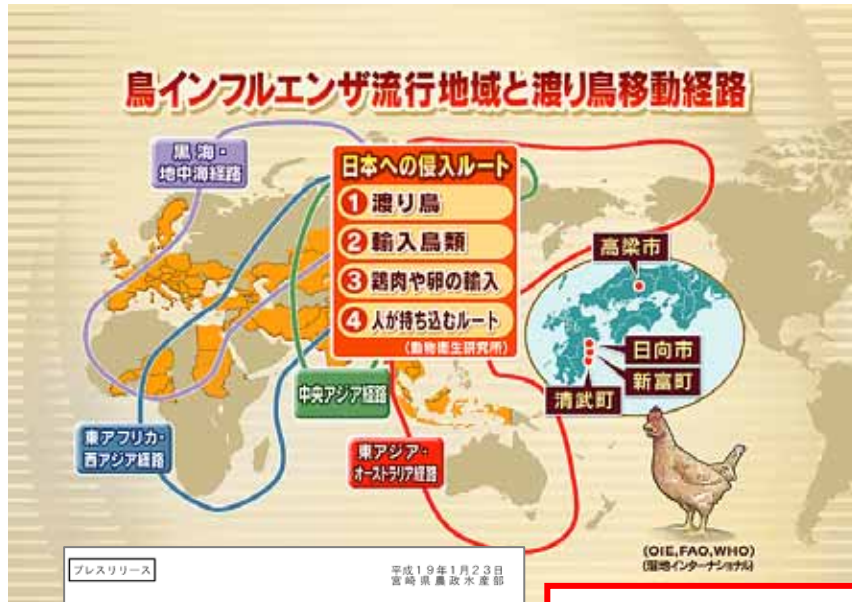 鳥インフルエンザ流行地域と渡り鳥移動経路
黒海・
地中海経路
日本への侵入ルート
1 渡り鳥
2 輸入鳥類
3 鶏肉や卵の輸入
4 人が持ち込むルート
(動物衛生研究所)
高梁市
日向市
新富町
清武町
中央アジア経路
東アフリカ・
西アジア経路
東アジア・
オーストラリア経路
(OIE,FAO,WHO)
(湿地インターナショナル)
プレスリリース
平成19年1月23日
宮崎県農政水産部